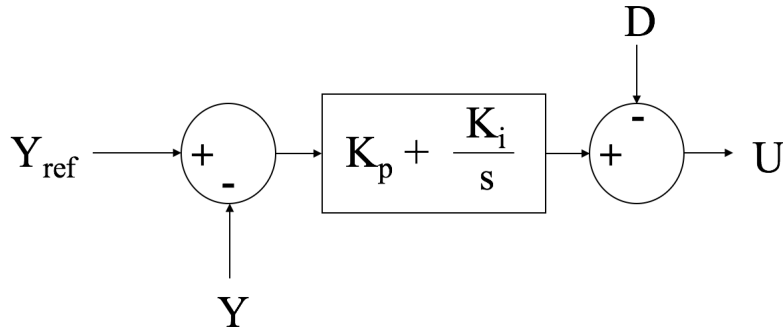 D
-
Y_ref
+
-
K_p + K_i/s
+
U
Y